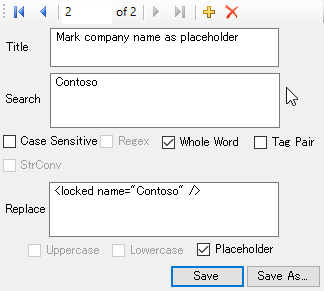 2 of 2
Title
Mark company name as placeholder
Search
Contoso
Case Sensitive Regex Whole Word Tag Pair
StrConv
Replace
<locked name="Contoso" />
Uppercase Lowercase Placeholder
Save Save As...